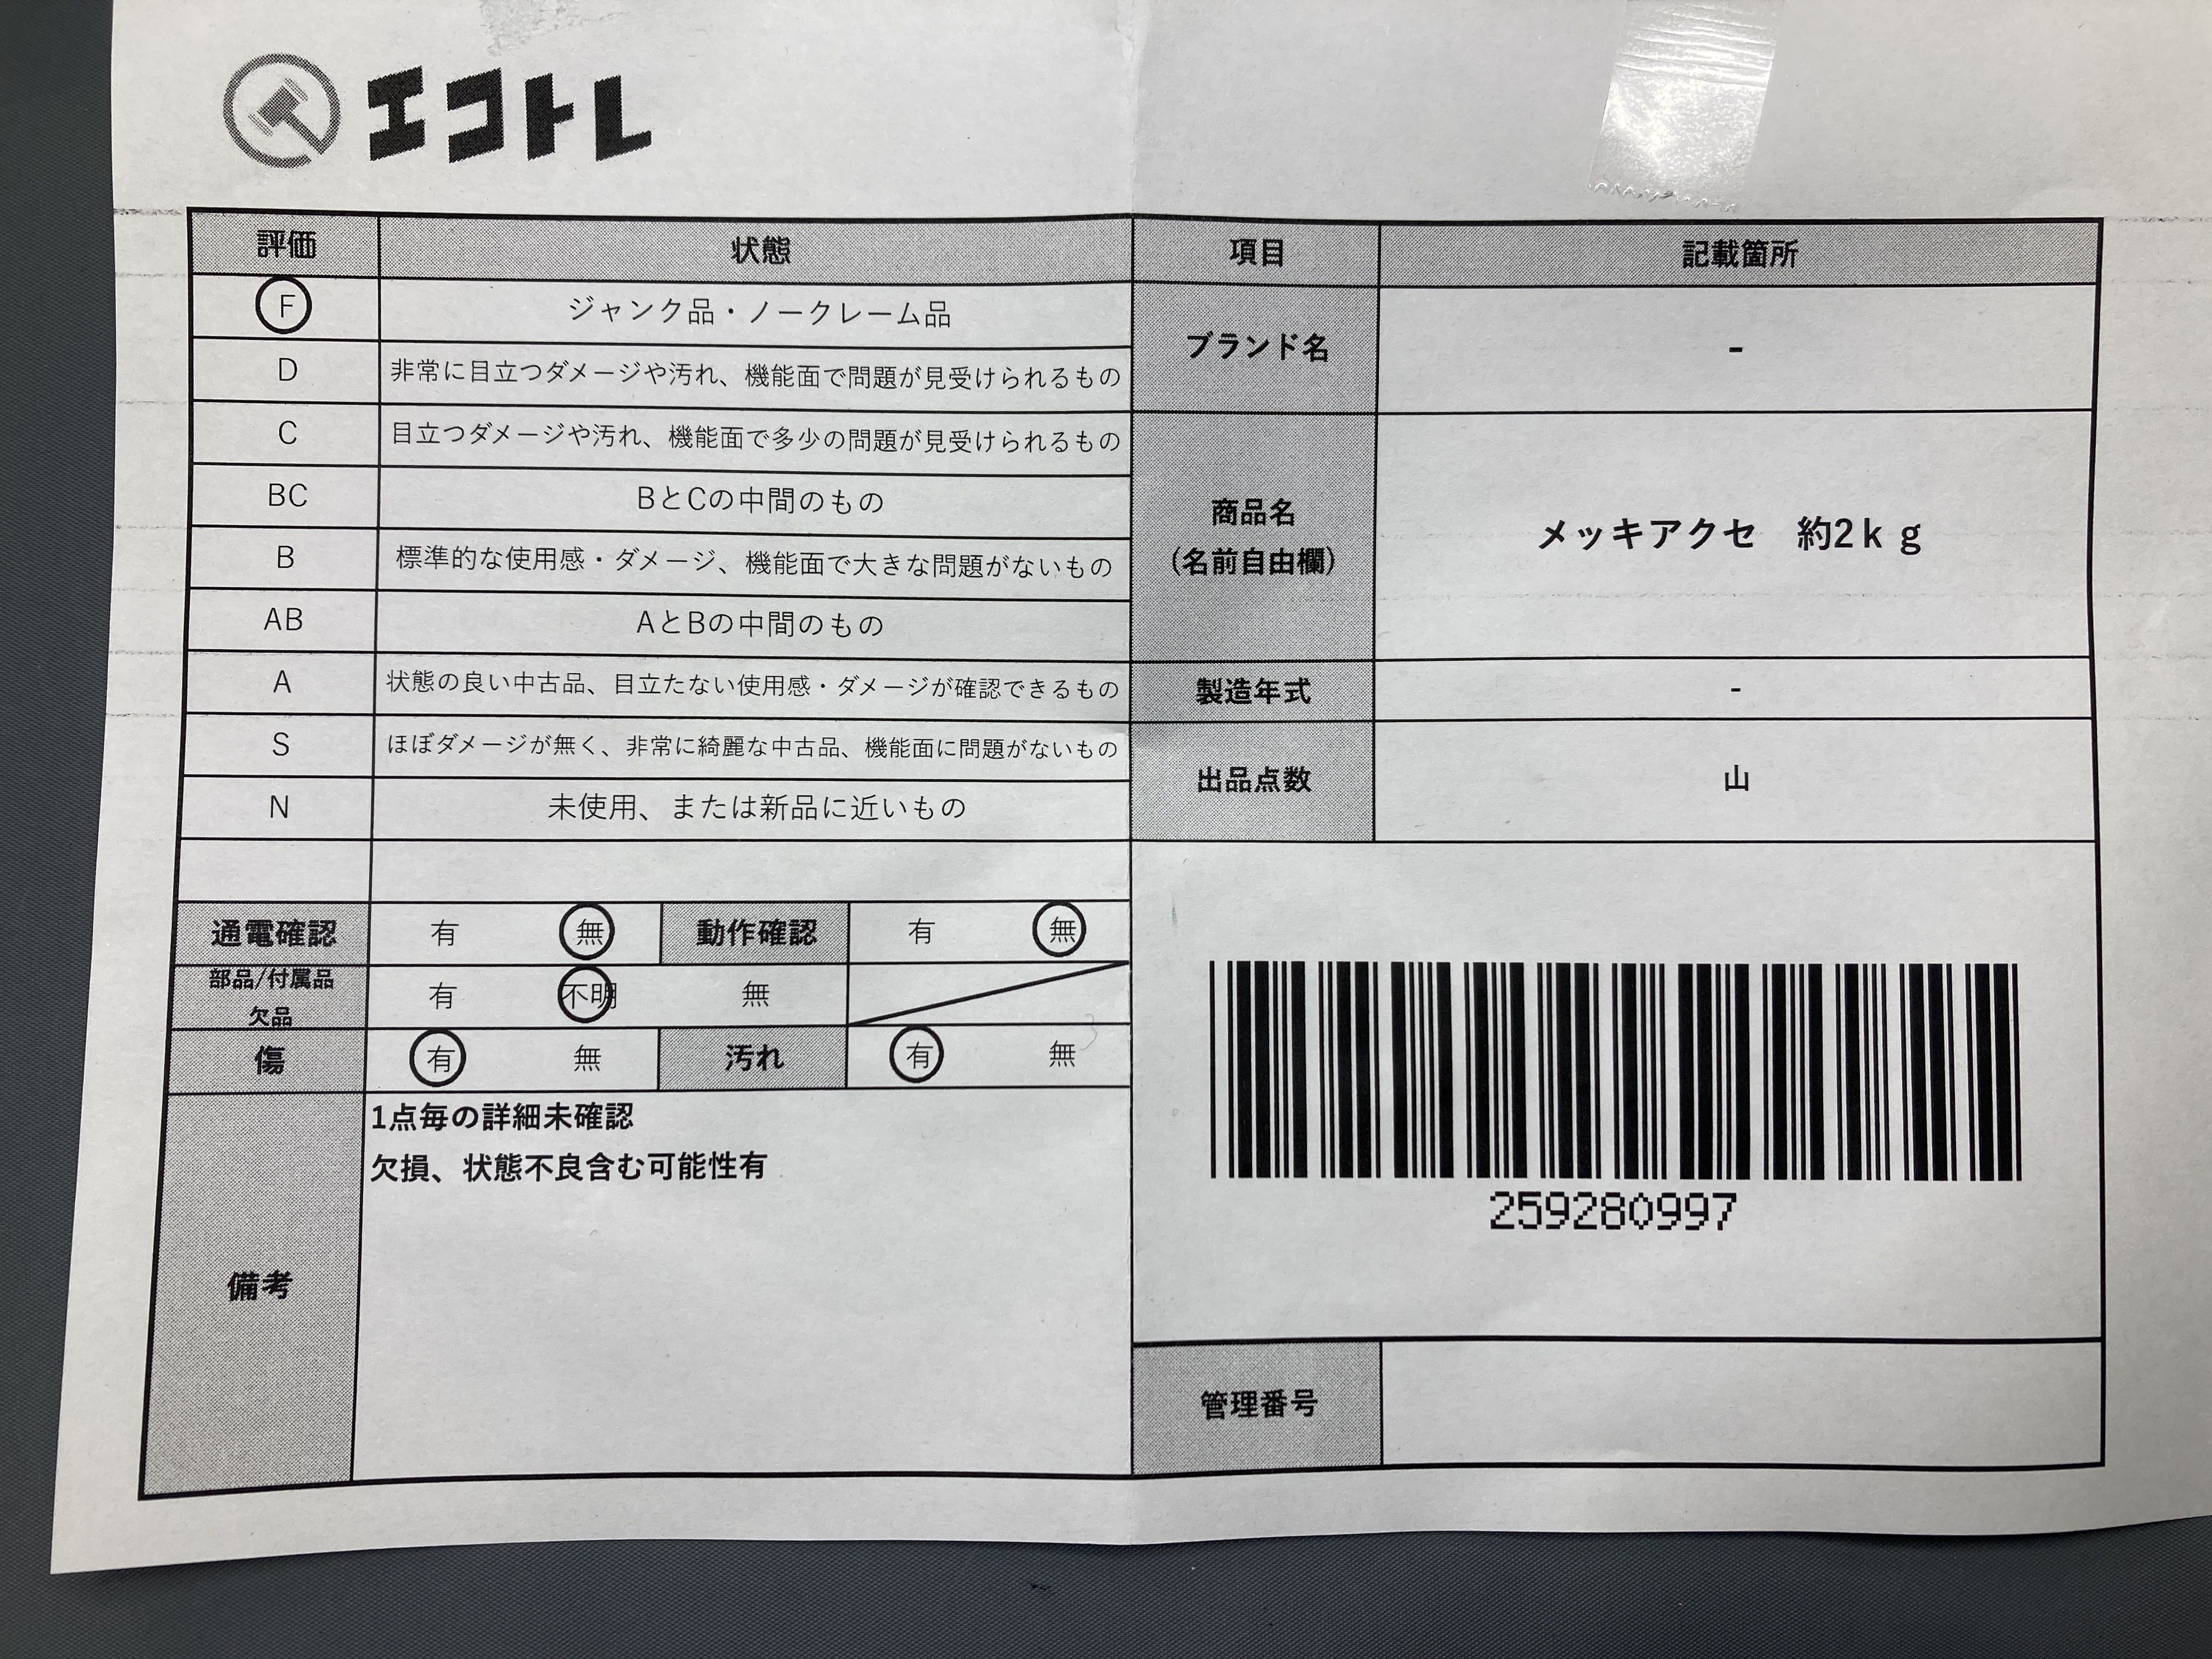 エコトレ
評価 状態
F ジャンク品・ノークレーム品
D 非常に目立つダメージや汚れ、機能面で問題が見受けられるもの
C 目立つダメージや汚れ、機能面で多少の問題が見受けられるもの
BC BとCの中間のもの
B 標準的な使用感・ダメージ、機能面で大きな問題がないもの
AB AとBの中間のもの
A 状態の良い中古品、目立たない使用感・ダメージが確認できるもの
S ほぼダメージが無く、非常に綺麗な中古品、機能面に問題がないもの
N 未使用、または新品に近いもの
通電確認 有 無 動作確認 有 無
部品/付属品
欠品
有 不明 無
傷 有 無 汚れ 有 無
備考
1点毎の詳細未確認
欠損、状態不良含む可能性有
項目 記載箇所
ブランド名 -
商品名
(名前自由欄)
メッキアクセ 約2kg
製造年式 -
出品点数 山
259280997
管理番号